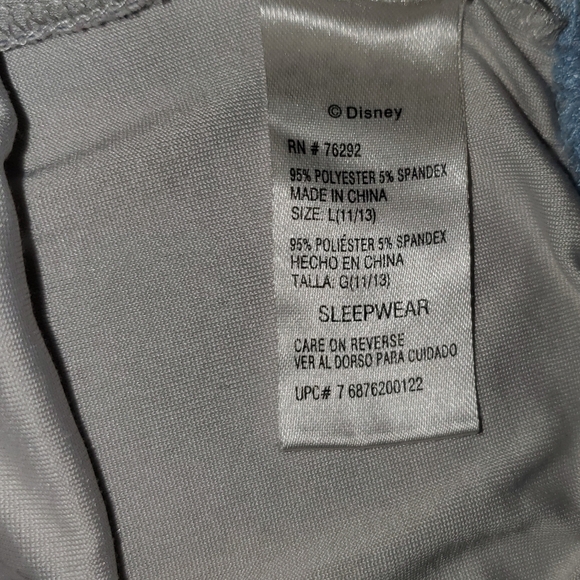 © Disney
RN # 76292
95% POLYESTER 5% SPANDEX
MADE IN CHINA
SIZE: L(11/13)
95% POLIÉSTER 5% SPANDEX
HECHO EN CHINA
TALLA: G(11/13)
SLEEPWEAR
CARE ON REVERSE
VER AL DORSO PARA CUIDADO
UPC# 7 6876200122